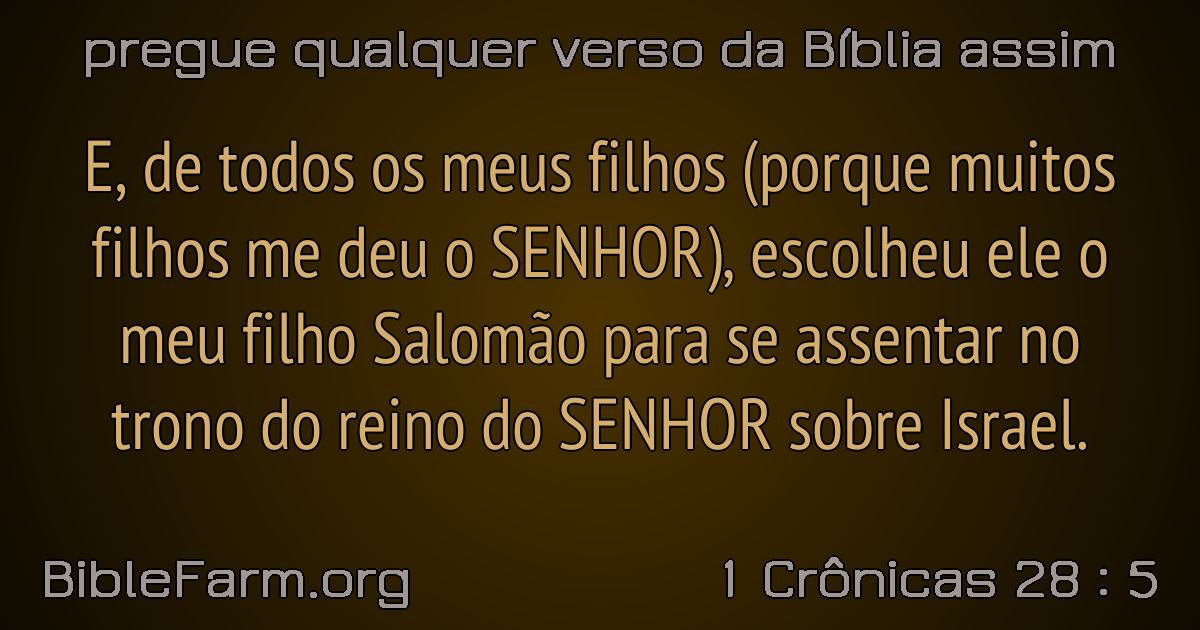 pregue qualquer verso da Bíblia assim
E, de todos os meus filhos (porque muitos
filhos me deu o SENHOR), escolheu ele o
meu filho Salomão para se assentar no
trono do reino do SENHOR sobre Israel.
BibleFarm.org
1 Crônicas 28 : 5